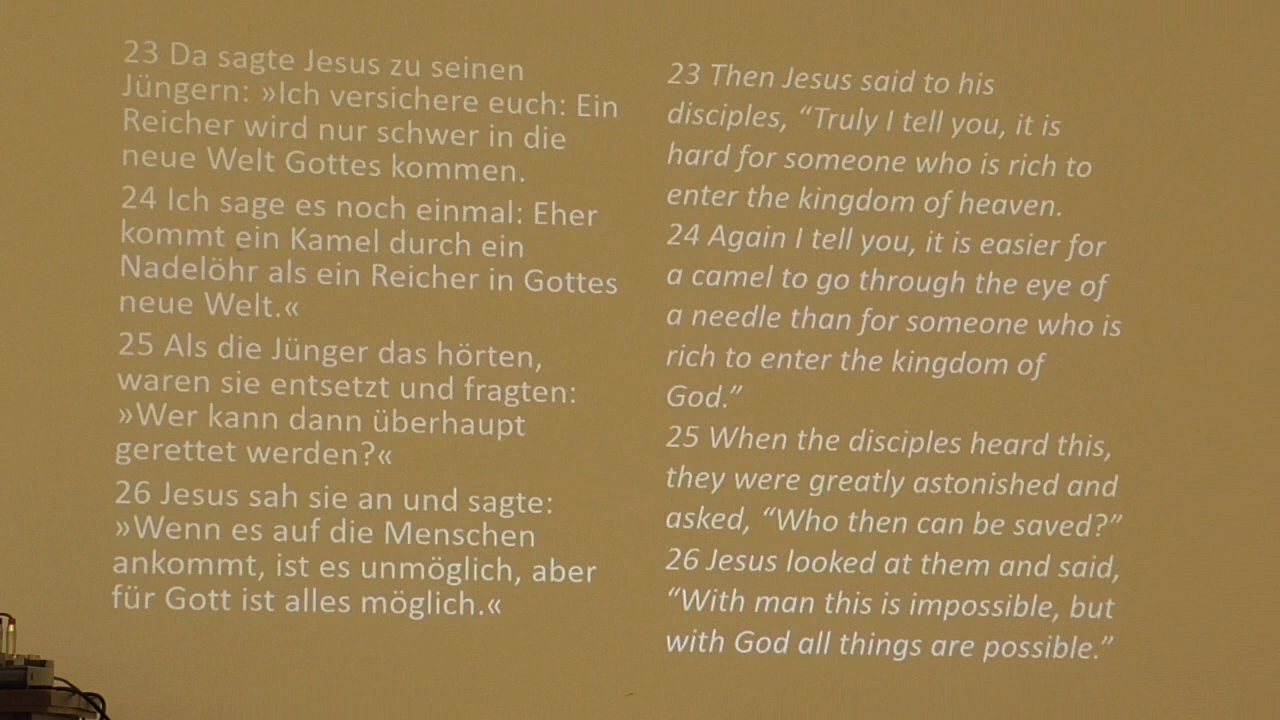 23 Da sagte Jesus zu seinen
Jüngern: »Ich versichere euch: Ein
Reicher wird nur schwer in die
neue Welt Gottes kommen.
24 Ich sage es noch einmal: Eher
kommt ein Kamel durch ein
Nadelöhr als ein Reicher in Gottes
neue Welt.«
25 Als die Jünger das hörten,
waren sie entsetzt und fragten:
»Wer kann dann überhaupt
gerettet werden?«
26 Jesus sah sie an und sagte:
»Wenn es auf die Menschen
ankommt, ist es unmöglich, aber
für Gott ist alles möglich.«
23 Then Jesus said to his
disciples, “Truly I tell you, it is
hard for someone who is rich to
enter the kingdom of heaven.
24 Again I tell you, it is easier for
a camel to go through the eye of
a needle than for someone who is
rich to enter the kingdom of
God.”
25 When the disciples heard this,
they were greatly astonished and
asked, “Who then can be saved?”
26 Jesus looked at them and said,
“With man this is impossible, but
with God all things are possible.”